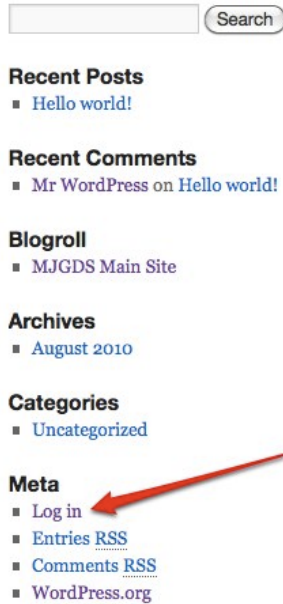 Search
Recent Posts
Hello world!
Recent Comments
Mr WordPress on Hello world!
Blogroll
MJGDS Main Site
Archives
August 2010
Categories
Uncategorized
Meta
Log in
Entries RSS
Comments RSS
WordPress.org